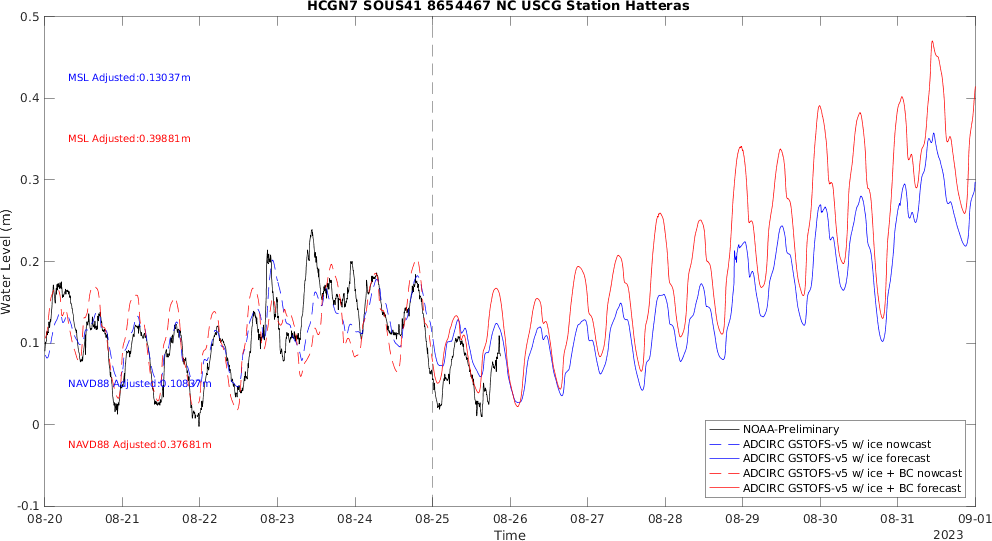 HCGN7 SOUS41 8654467 NC USCG Station Hatteras
0.5
MSL Adjusted:0.13037m
0.4
MSL Adjusted:0.39881m
0.3
Water Level (m)
0.2
0.1
NAVD88 Adjusted:0.10837m
0
NAVD88 Adjusted:0.37681m
NOAA-Preliminary
ADCIRC GSTOFS-v5 w/ ice nowcast
ADCIRC GSTOFS-v5 w/ ice forecast
ADCIRC GSTOFS-v5 w/ ice + BC nowcast
ADCIRC GSTOFS-v5 w/ ice + BC forecast
-0.1
08-20 08-21 08-22 08-23 08-24 08-25 08-26 08-27 08-28 08-29 08-30 08-31 09-01
Time
2023